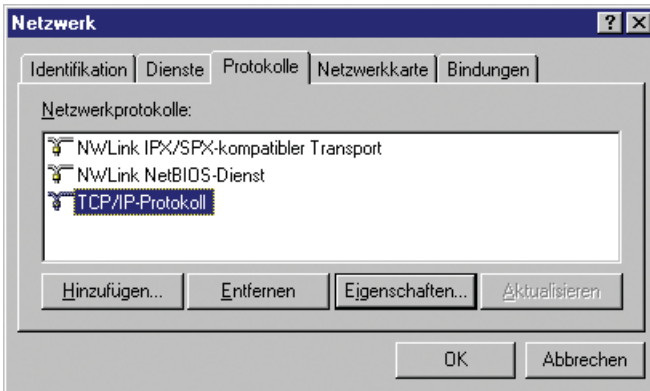 Netzwerk
Identifikation Dienste Protokolle Netzwerkkarte Bindungen
Netzwerkprotokolle:
NWLink IPX/SPX-kompatibler Transport
NWLink NetBIOS-Dienst
TCP/IP-Protokoll
Hinzufügen... Entfernen Eigenschaften... Aktualisieren
OK Abbrechen